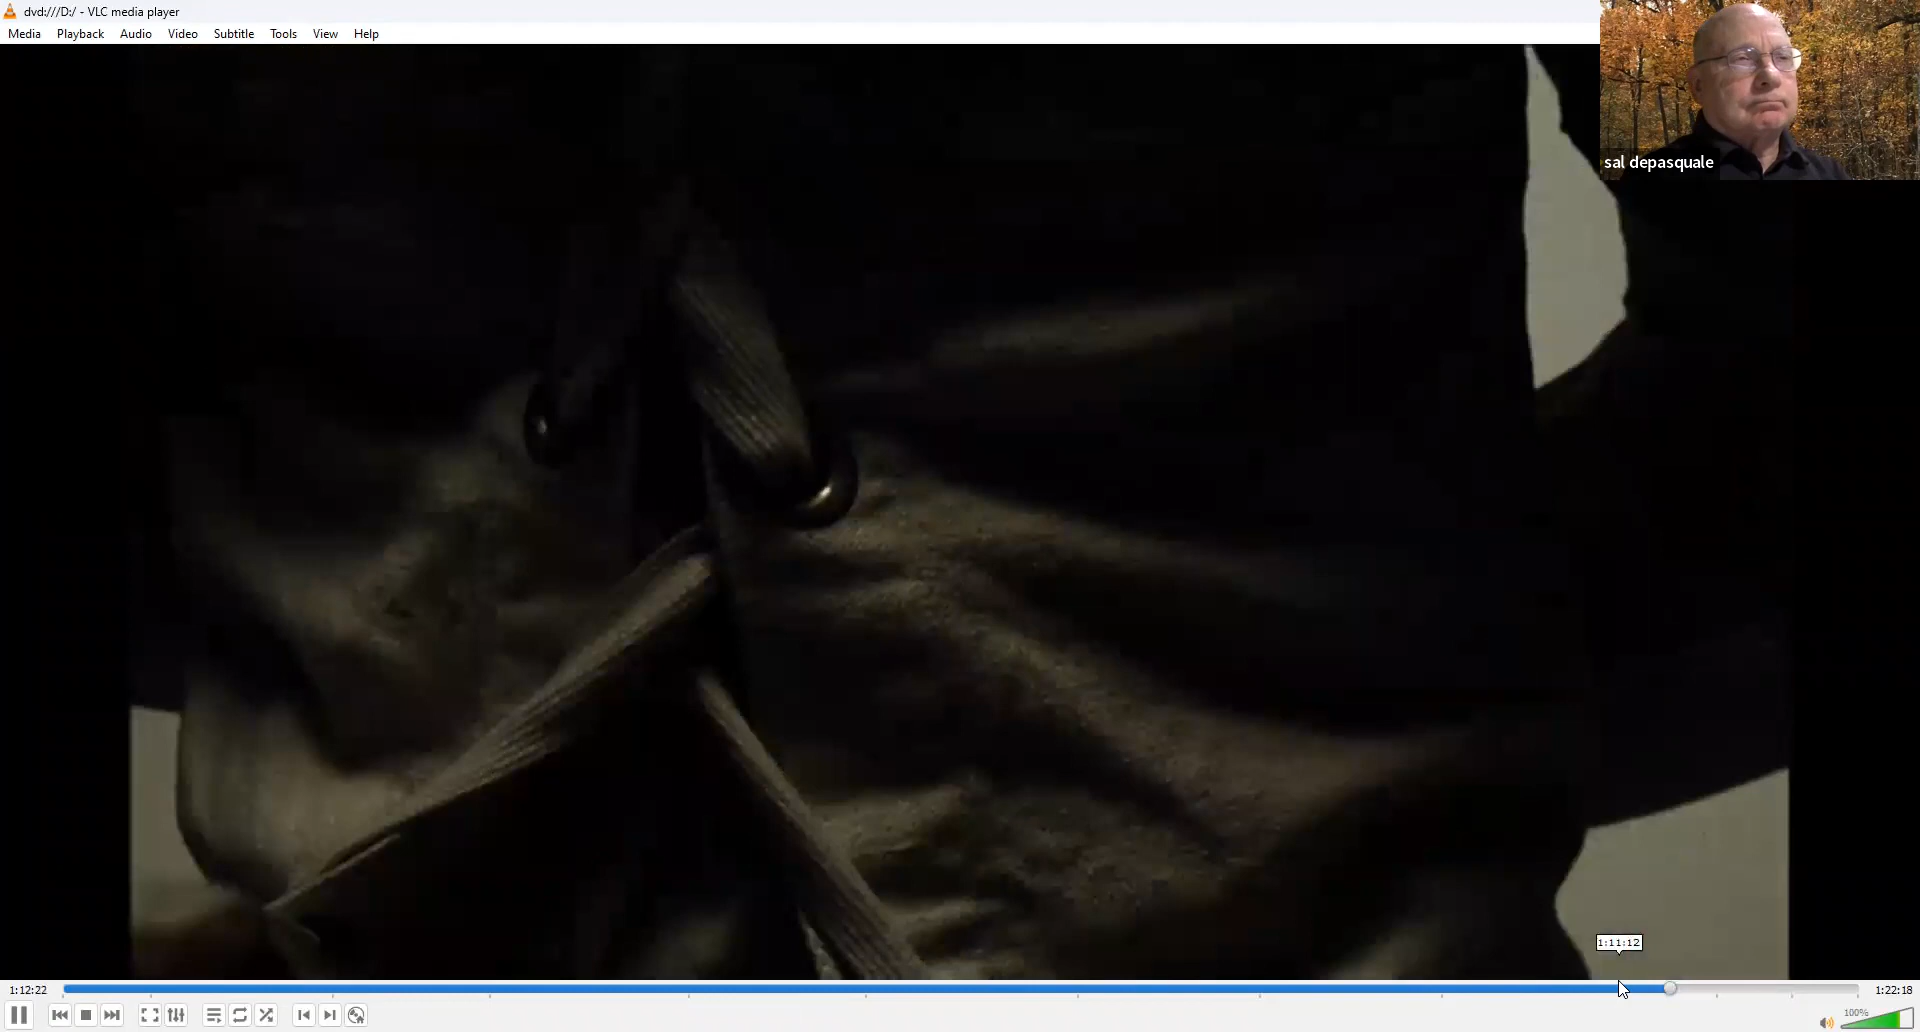 dvd:///D:/ - VLC media player
Media Playback Audio Video Subtitle Tools View Help
sal depasquale
1:11:12
1:12:22
1:22:18
100%